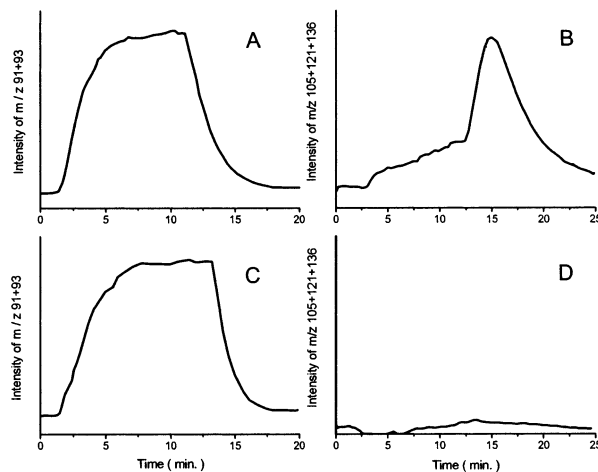 A
Intensity of m / z 91+93
0 5 10 15 20
B
Intensity of m/z 105+121+136
0 5 10 15 20 25
C
Intensity of m / z 91+93
0 5 10 15 20
Time ( min. )
D
Intensity of m/z 105+121+136
0 5 10 15 20 25
Time ( min. )